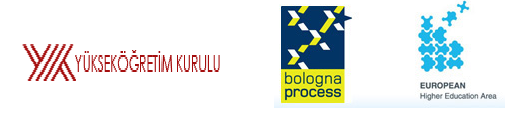 YÜKSEKÖĞRETİM KURULU
bologna
process
EUROPEAN
Higher Education Area